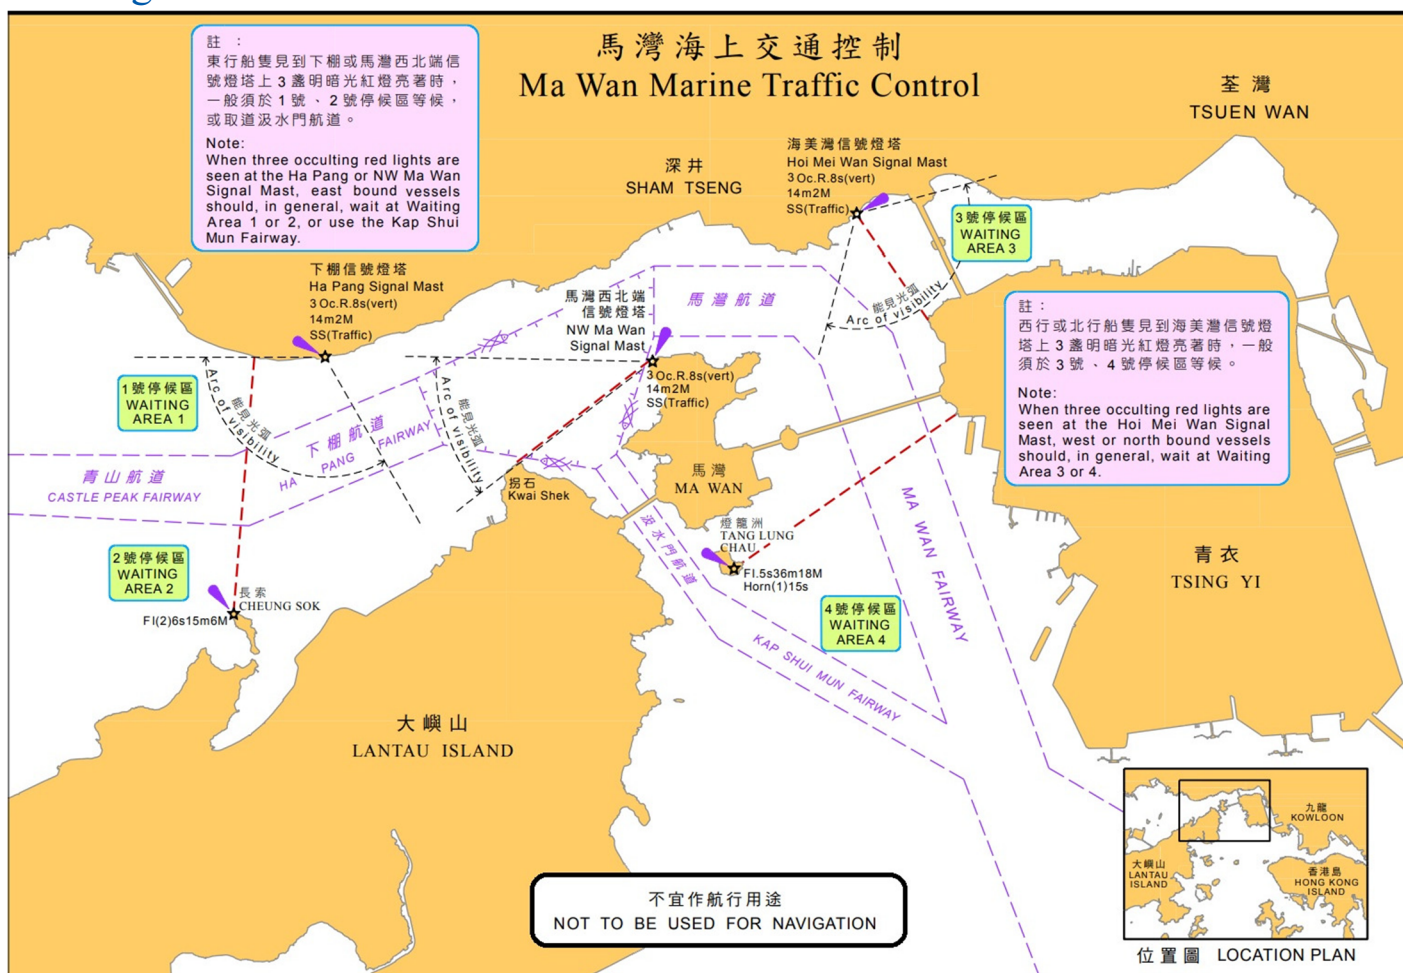 馬灣海上交通控制
Ma Wan Marine Traffic Control
註：
東行船隻見到下棚或馬灣西北端信
號燈塔上3盞明暗光紅燈亮著時，
一般須於1號、2號停候區等候，
或取道汲水門航道。
Note:
When three occulting red lights are
seen at the Ha Pang or NW Ma Wan
Signal Mast, east bound vessels
should, in general, wait at Waiting
Area 1 or 2, or use the Kap Shui
Mun Fairway.
荃灣
TSUEN WAN
深井
SHAM TSENG
海美灣信號燈塔
Hoi Mei Wan Signal Mast
3 Oc.R.8s(vert)
14m2M
SS(Traffic)
3號停候區
WAITING
AREA 3
下棚信號燈塔
Ha Pang Signal Mast
3 Oc.R.8s(vert)
14m2M
SS(Traffic)
馬灣西北端
信號燈塔
NW Ma Wan
Signal Mast
3 Oc.R.8s(vert)
14m2M
SS(Traffic)
馬灣航道
能見光弧
Arc of visibility
註：
西行或北行船隻見到海美灣信號燈
塔上3盞明暗光紅燈亮著時，一般
須於3號、4號停候區等候。
Note:
When three occulting red lights are
seen at the Hoi Mei Wan Signal
Mast, west or north bound vessels
should, in general, wait at Waiting
Area 3 or 4.
1號停候區
WAITING
AREA 1
能見光弧
Arc of visibility
能見光弧
Arc of visibility
下棚航道
HA PANG FAIRWAY
青山航道
CASTLE PEAK FAIRWAY
拐石
Kwai Shek
馬灣
MA WAN
汲水門航道
燈龍洲
TANG LUNG
CHAU
Fl.5s36m18M
Horn(1)15s
MA WAN FAIRWAY
青衣
TSING YI
2號停候區
WAITING
AREA 2
長索
CHEUNG SOK
Fl(2)6s15m6M
4號停候區
WAITING
AREA 4
KAP SHUI MUN FAIRWAY
大嶼山
LANTAU ISLAND
不宜作航行用途
NOT TO BE USED FOR NAVIGATION
九龍
KOWLOON
大嶼山
LANTAU
ISLAND
香港島
HONG KONG
ISLAND
位置圖 LOCATION PLAN